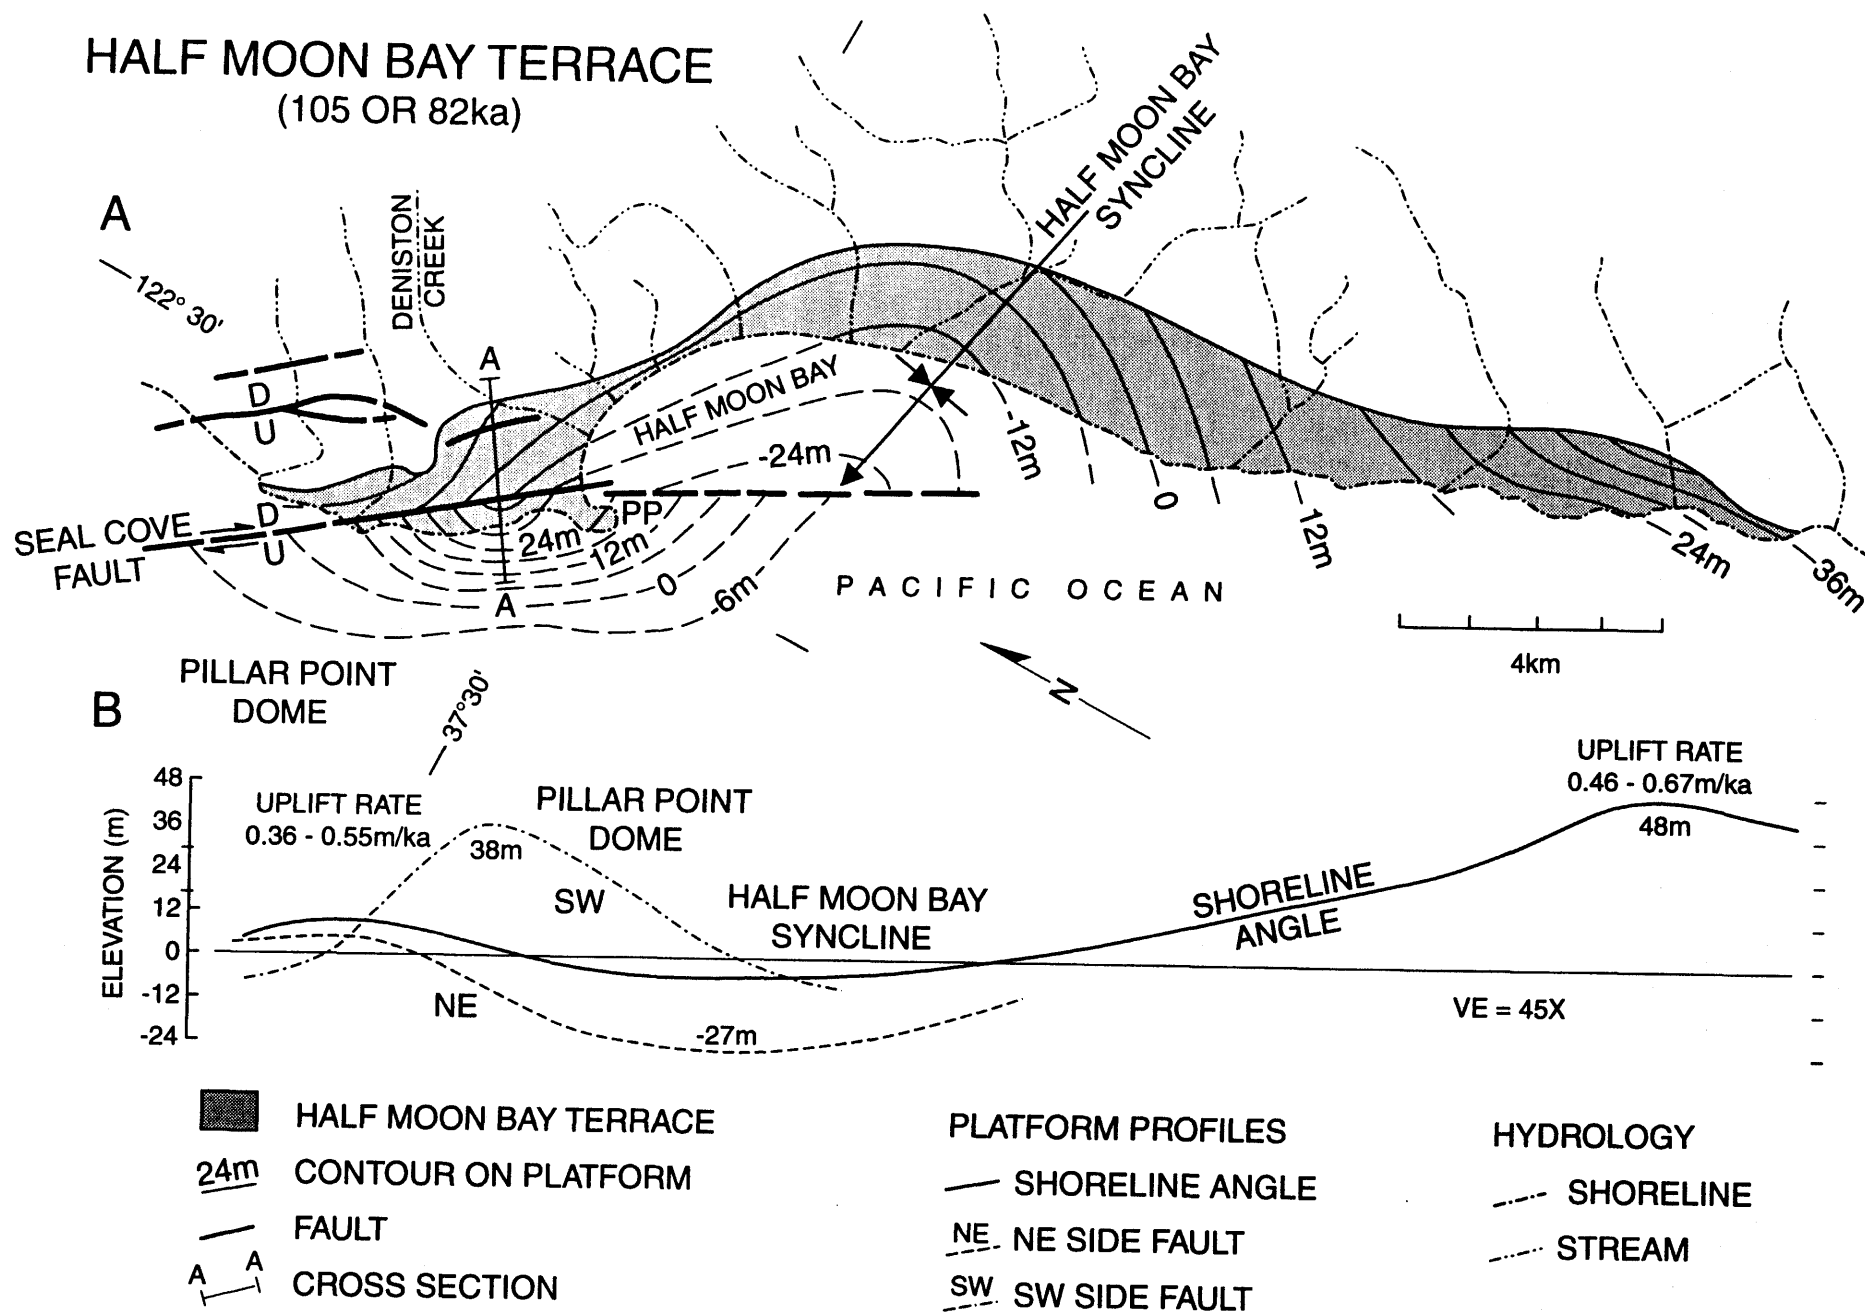 HALF MOON BAY TERRACE
(105 OR 82ka)
A
122° 30'
DENISTON
CREEK
HALF MOON BAY
SYNCLINE
A
D
U
HALF MOON BAY
-24m
-12m
0
12m
24m
36m
SEAL COVE
FAULT
D
U
PP
24m
12m
0
-6m
A
PACIFIC OCEAN
4km
N
PILLAR POINT
DOME
37°30'
B
ELEVATION (m)
48
36
24
12
0
-12
-24
UPLIFT RATE
0.36 - 0.55m/ka
PILLAR POINT
DOME
38m
SW
HALF MOON BAY
SYNCLINE
NE
-27m
SHORELINE
ANGLE
UPLIFT RATE
0.46 - 0.67m/ka
48m
VE = 45X
HALF MOON BAY TERRACE
24m CONTOUR ON PLATFORM
FAULT
A A CROSS SECTION
PLATFORM PROFILES
SHORELINE ANGLE
NE NE SIDE FAULT
SW SW SIDE FAULT
HYDROLOGY
SHORELINE
STREAM